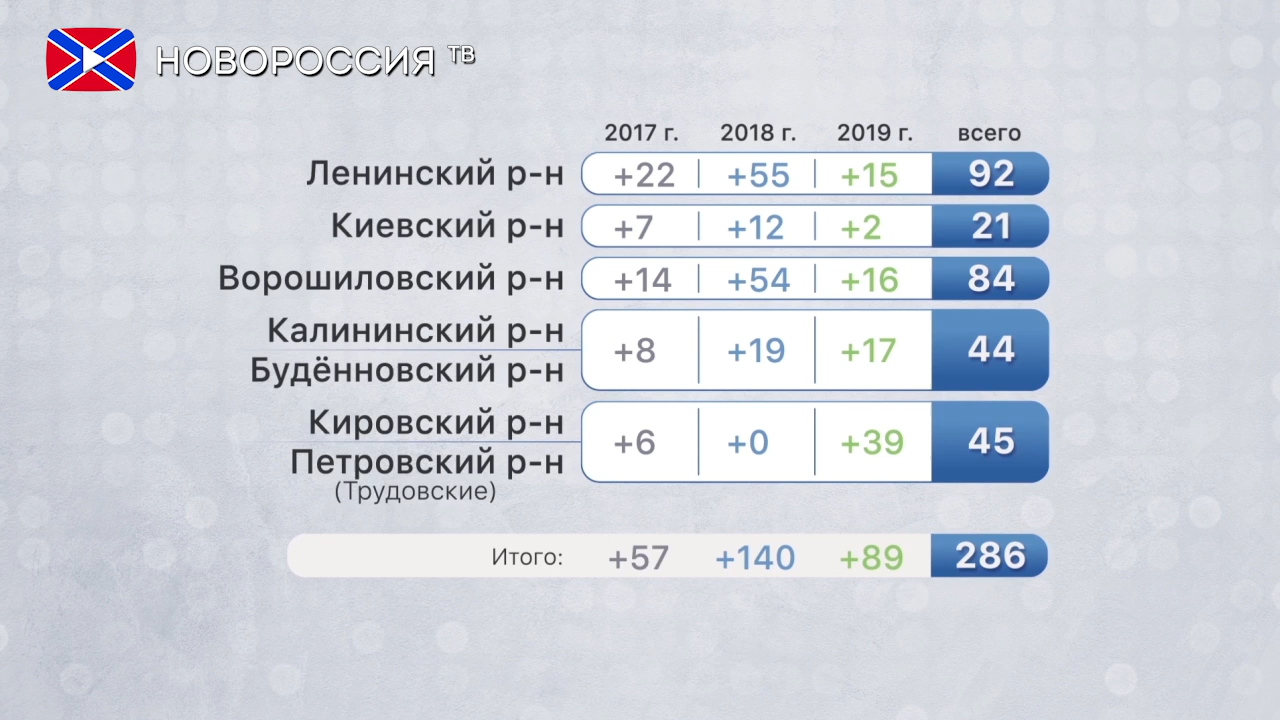 НОВОРОССИЯ ТВ
2017 г. 2018 г. 2019 г. всего
Ленинский р-н +22 +55 +15 92
Киевский р-н +7 +12 +2 21
Ворошиловский р-н +14 +54 +16 84
Калининский р-н
Будённовский р-н +8 +19 +17 44
Кировский р-н
Петровский р-н +6 +0 +39 45
(Трудовские)
Итого: +57 +140 +89 286